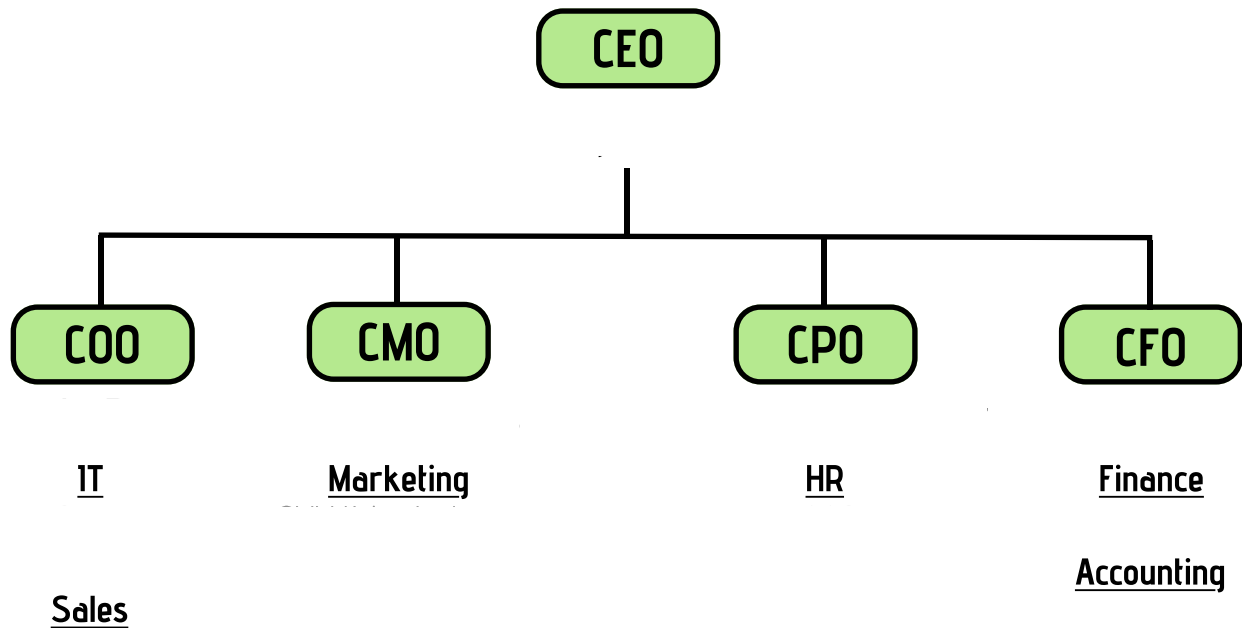 CEO
COO
CMO
CPO
CFO
IT
Marketing
HR
Finance
Accounting
Sales